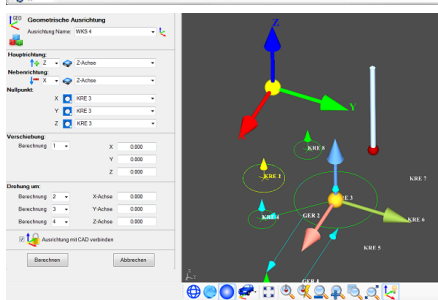 GEO Geometrische Ausrichtung
Ausrichtung Name: WKS 4
Hauptrichtung:
Z Z-Achse
Nebenrichtung:
X Z-Achse
Nullpunkt:
X KRE 3
Y KRE 3
Z KRE 3
Verschiebung:
Berechnung 1 X 0.000
Y 0.000
Z 0.000
Drehung um:
Berechnung 2 X-Achse 0.000
Berechnung 3 Y-Achse 0.000
Berechnung 4 Z-Achse 0.000
Ausrichtung mit CAD verbinden
Berechnen Abbrechen
Z
Y
KRE 8
KRE 7
GER 2
KRE 6
KRE 5